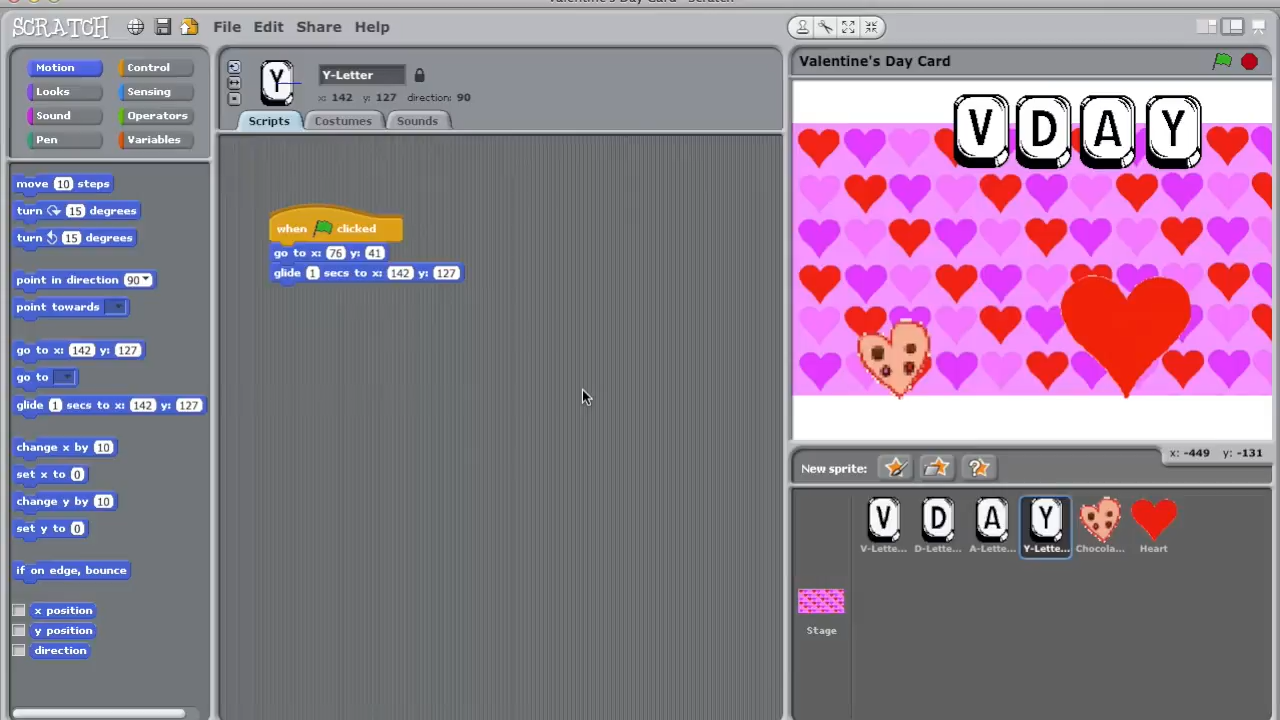 Valentine's Day Card - Scratch
SCRATCH File Edit Share Help
Motion Control
Looks Sensing
Sound Operators
Pen Variables
move 10 steps
turn 15 degrees
turn 15 degrees
point in direction 90
point towards
go to x: 142 y: 127
go to
glide 1 secs to x: 142 y: 127
change x by 10
set x to 0
change y by 10
set y to 0
if on edge, bounce
x position
y position
direction
Y
Y-Letter
x: 142 y: 127 direction: 90
Scripts Costumes Sounds
when clicked
go to x: 76 y: 41
glide 1 secs to x: 142 y: 127
Valentine's Day Card
V D A Y
x: -449 y: -131
New sprite:
V D A Y
V-Lette... D-Lette... A-Lette... Y-Lette... Chocola... Heart
Stage